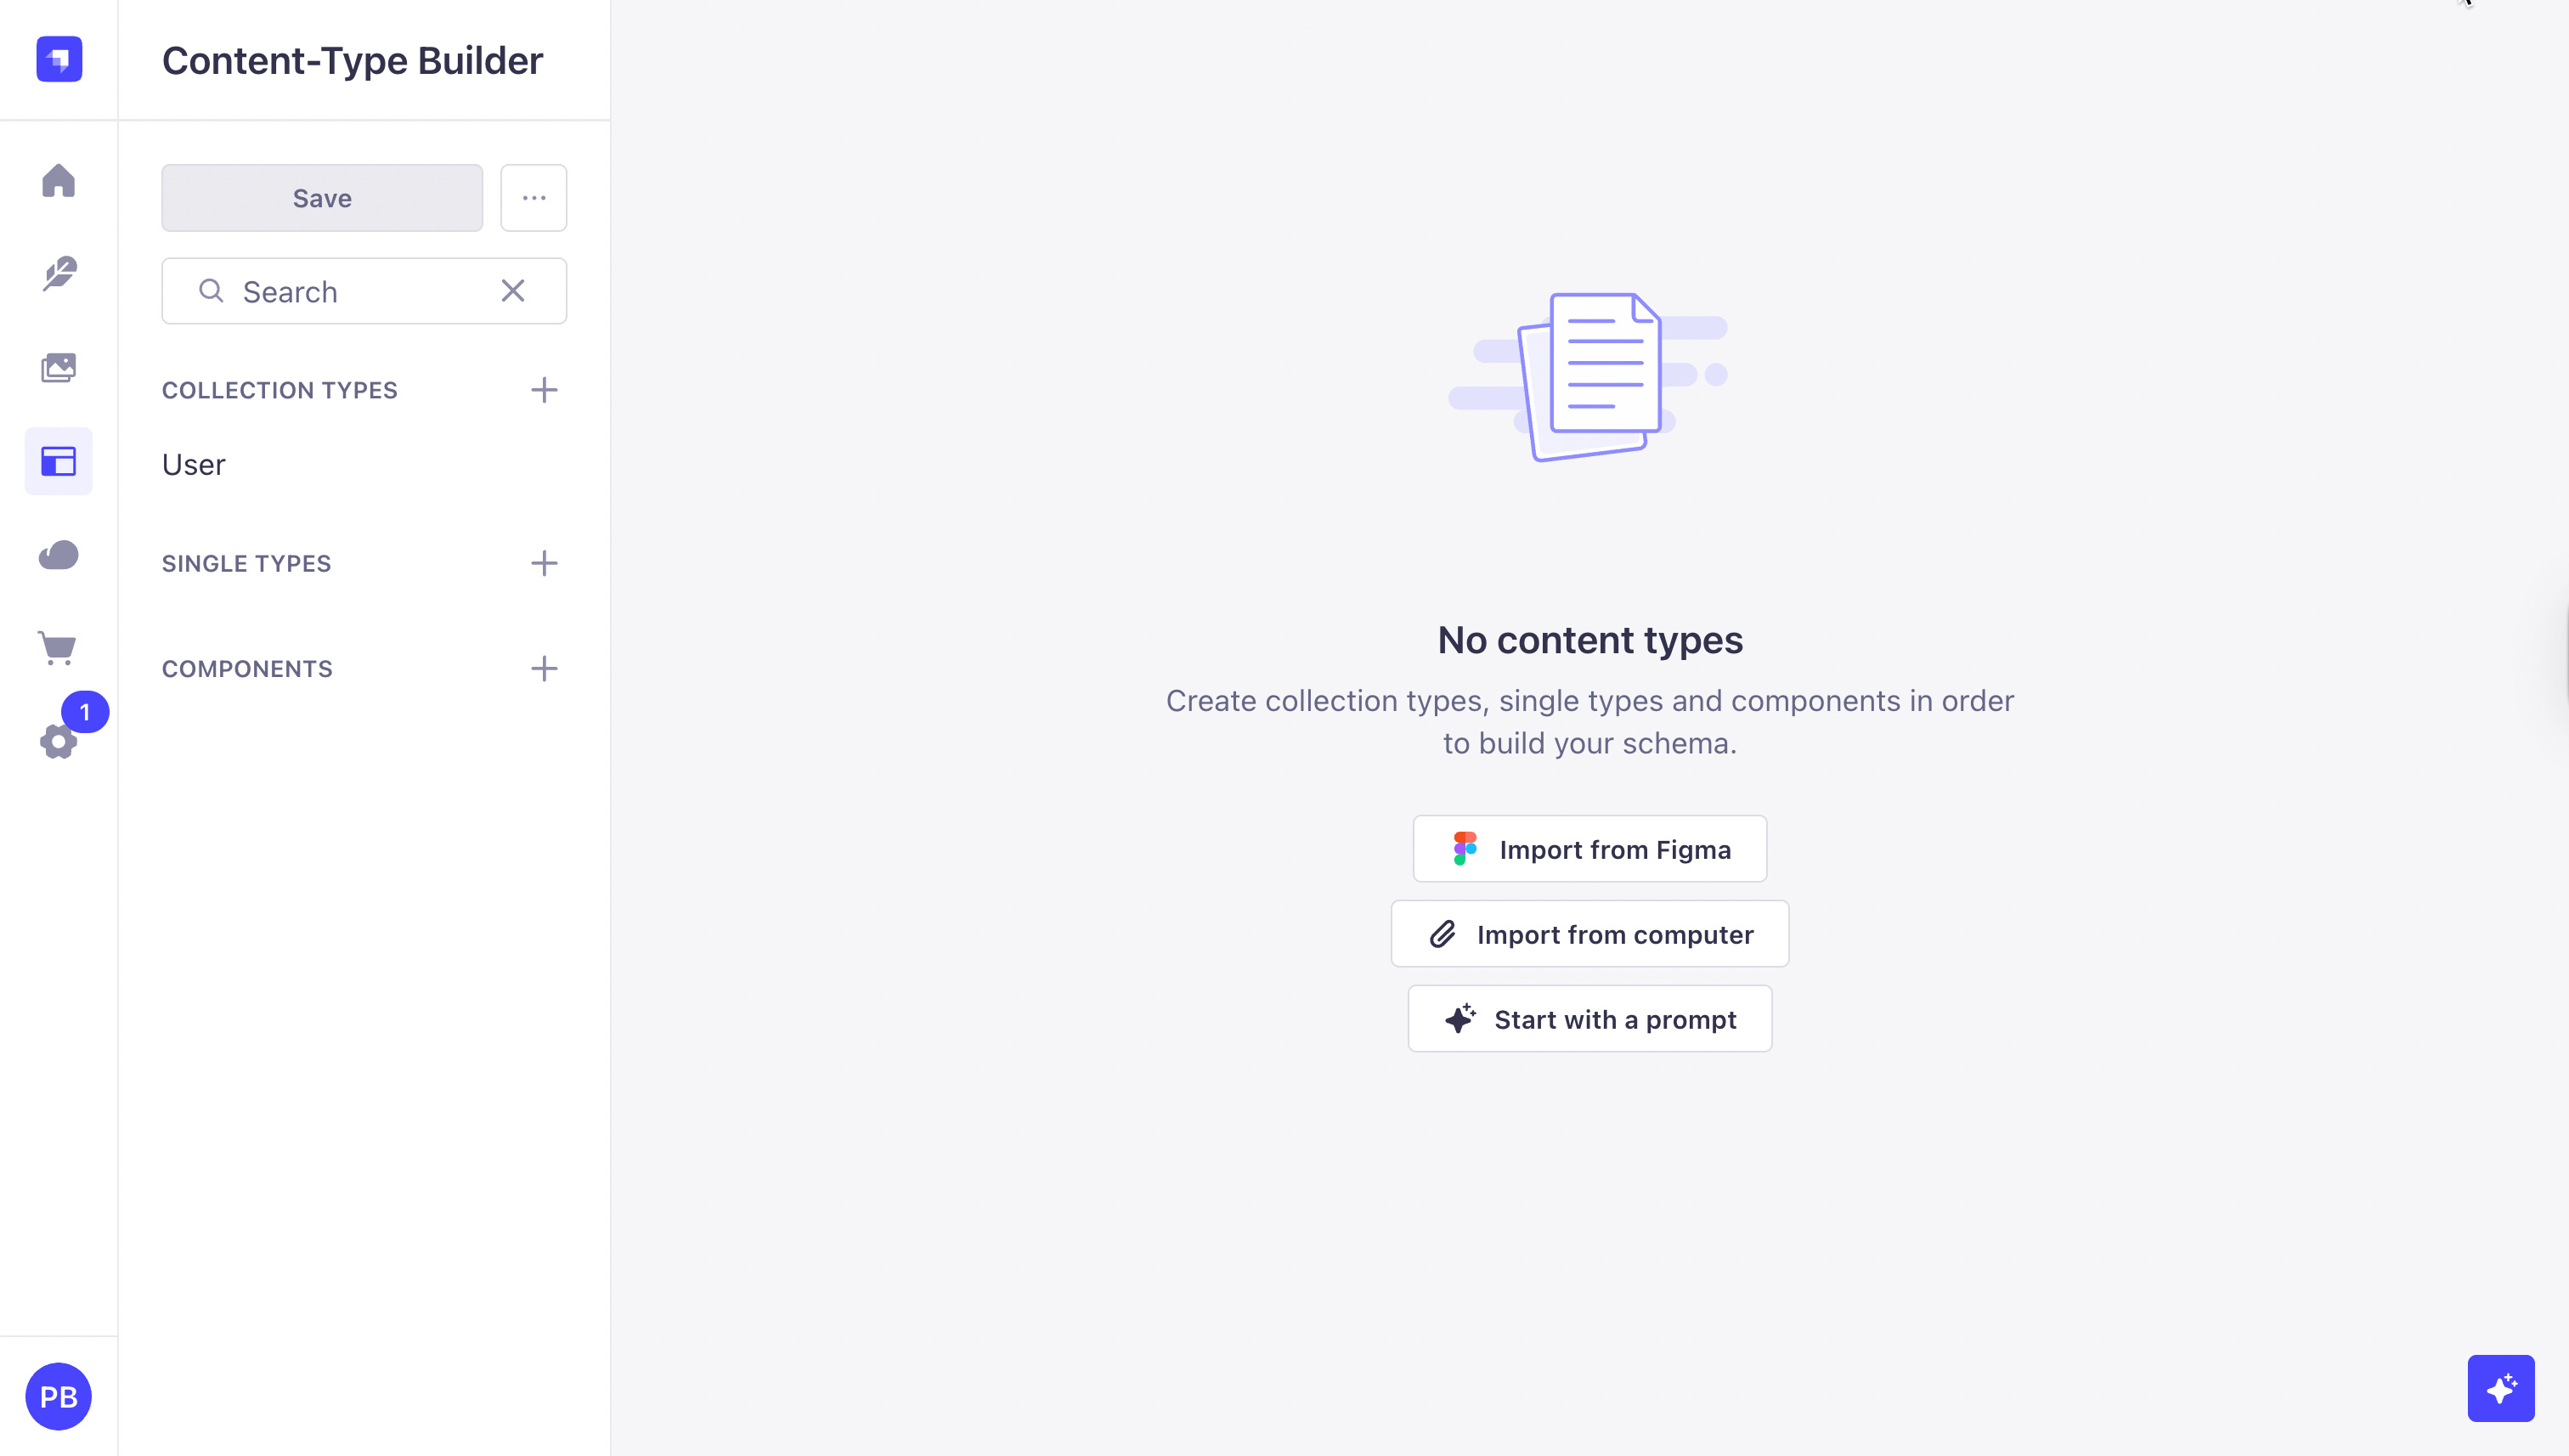 Content-Type Builder
Save
Search
COLLECTION TYPES
User
SINGLE TYPES
COMPONENTS
1
PB
No content types
Create collection types, single types and components in order
to build your schema.
Import from Figma
Import from computer
Start with a prompt